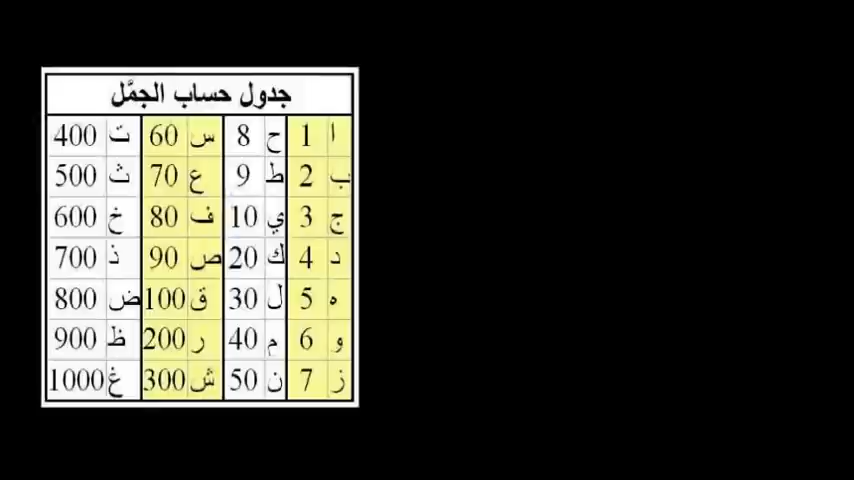 جدول حساب الجمَّل
ا 1 ح 8 س 60 ت 400
ب 2 ط 9 ع 70 ث 500
ج 3 ي 10 ف 80 خ 600
د 4 ك 20 ص 90 ذ 700
ه 5 ل 30 ق 100 ض 800
و 6 م 40 ر 200 ظ 900
ز 7 ن 50 ش 300 غ 1000